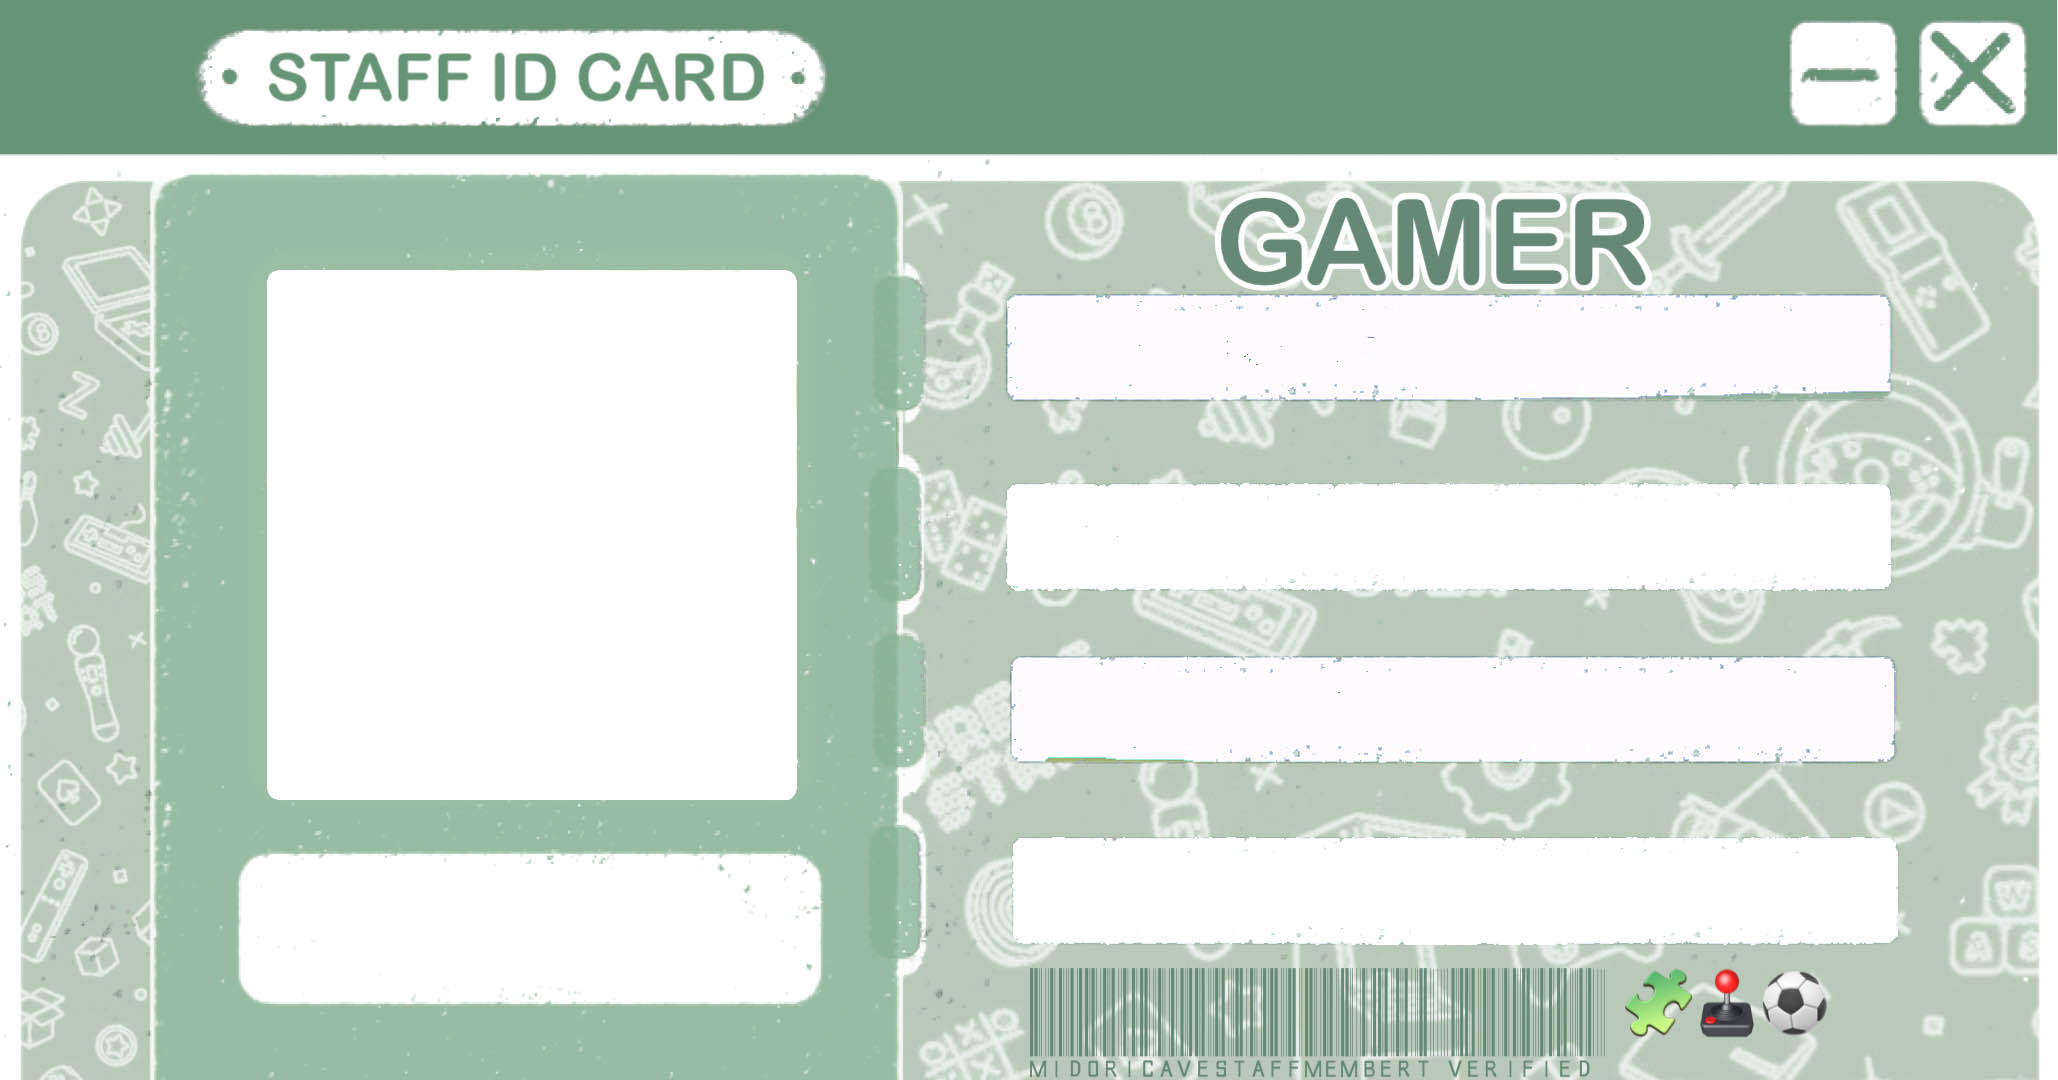 STAFF ID CARD
GAMER
MIDORICAVESTAFFMEMBERT VERIFIED
W
A S